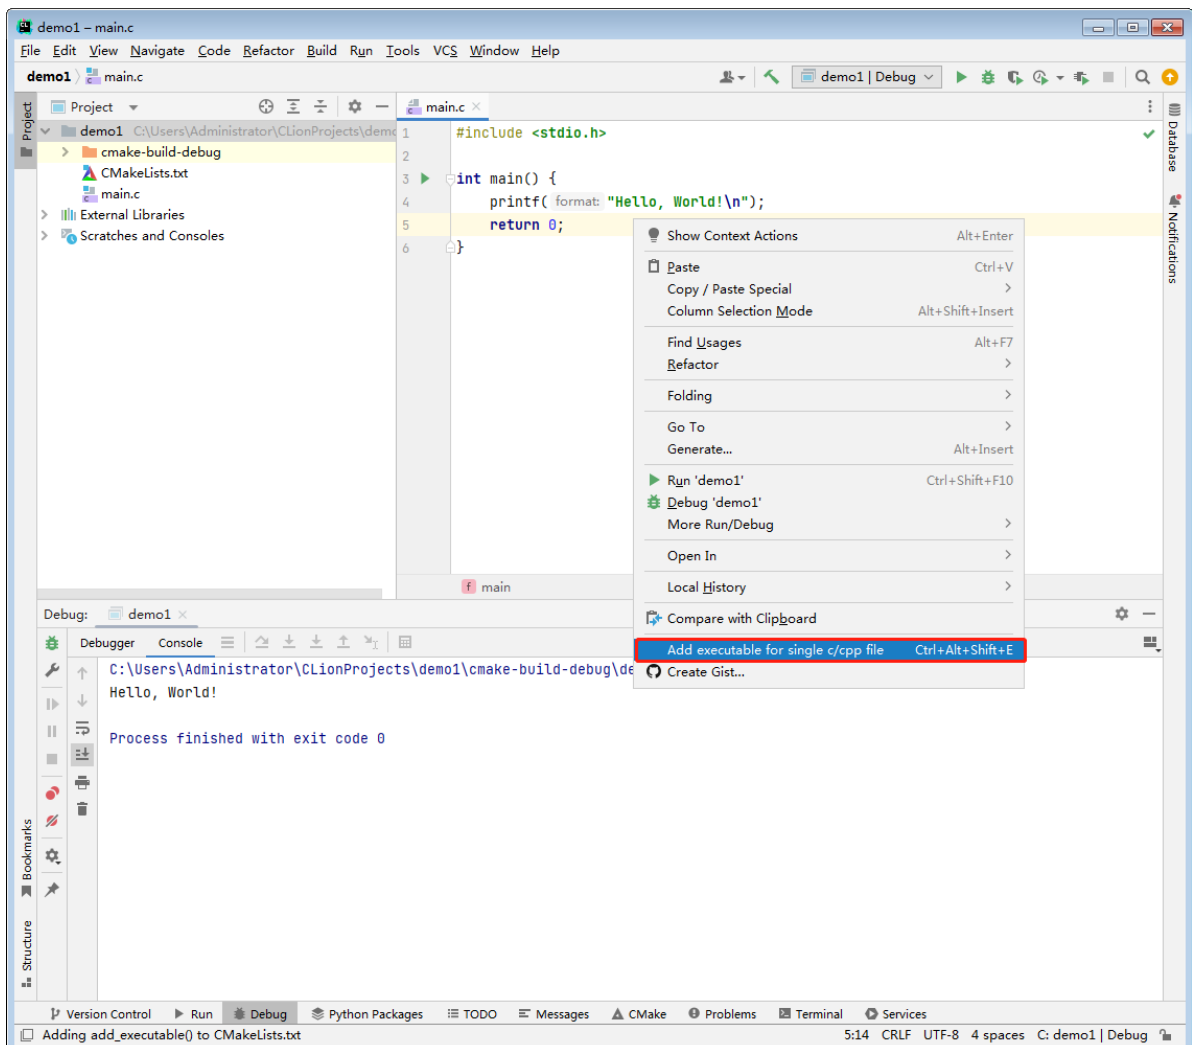 demo1 – main.c
File Edit View Navigate Code Refactor Build Run Tools VCS Window Help
demo1 main.c
demo1 | Debug
Project
main.c
demo1 C:\Users\Administrator\CLionProjects\demo
cmake-build-debug
CMakeLists.txt
main.c
External Libraries
Scratches and Consoles
1 #include <stdio.h>
2
3 int main() {
4 printf( format: "Hello, World!\n");
5 return 0;
6 }
main
Show Context Actions Alt+Enter
Paste Ctrl+V
Copy / Paste Special
Column Selection Mode Alt+Shift+Insert
Find Usages Alt+F7
Refactor
Folding
Go To
Generate... Alt+Insert
Run 'demo1' Ctrl+Shift+F10
Debug 'demo1'
More Run/Debug
Open In
Local History
Compare with Clipboard
Add executable for single c/cpp file Ctrl+Alt+Shift+E
Create Gist...
Project
Bookmarks
Structure
Database
Notifications
Debug: demo1
Debugger Console
C:\Users\Administrator\CLionProjects\demo1\cmake-build-debug\de
Hello, World!
Process finished with exit code 0
Version Control Run Debug Python Packages TODO Messages CMake Problems Terminal Services
Adding add_executable() to CMakeLists.txt 5:14 CRLF UTF-8 4 spaces C: demo1 | Debug